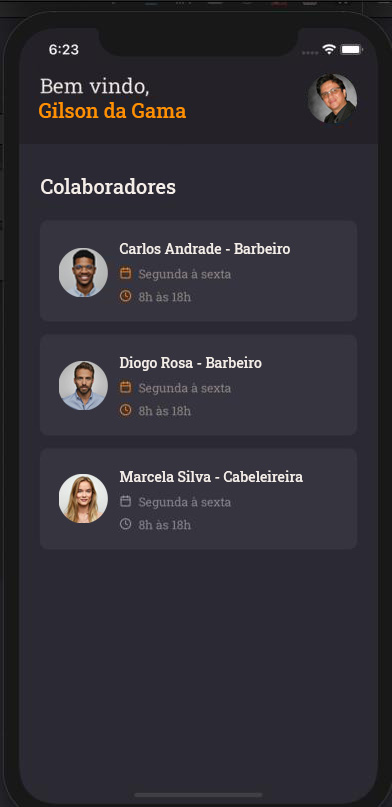 6:23
Bem vindo,
Gilson da Gama
Colaboradores
Carlos Andrade - Barbeiro
Segunda à sexta
8h às 18h
Diogo Rosa - Barbeiro
Segunda à sexta
8h às 18h
Marcela Silva - Cabeleireira
Segunda à sexta
8h às 18h